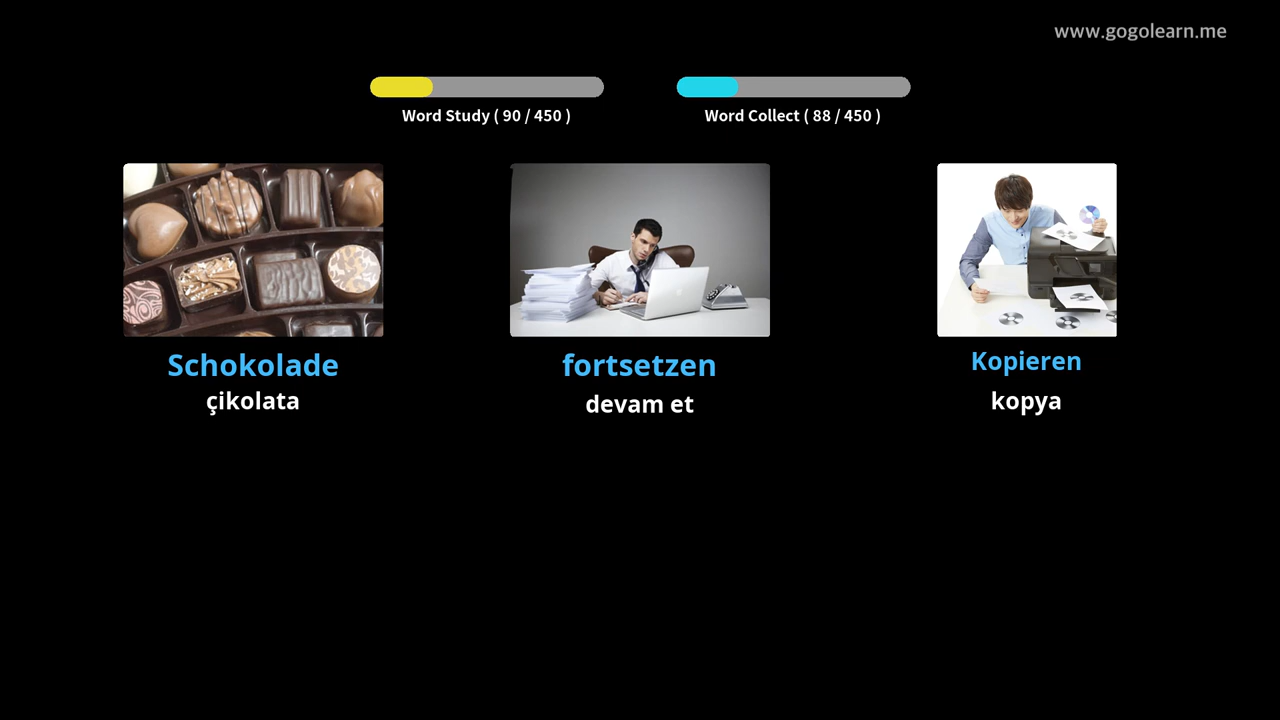 www.gogolearn.me
Word Study ( 90 / 450 )
Word Collect ( 88 / 450 )
Schokolade
çikolata
fortsetzen
devam et
Kopieren
kopya